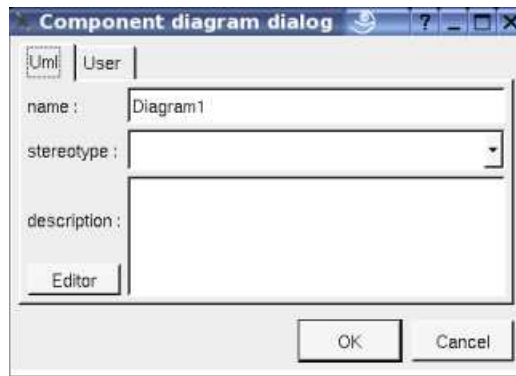 Component diagram dialog ? _ □ X
Uml User
name : Diagram1
stereotype :
description :
Editor
OK Cancel